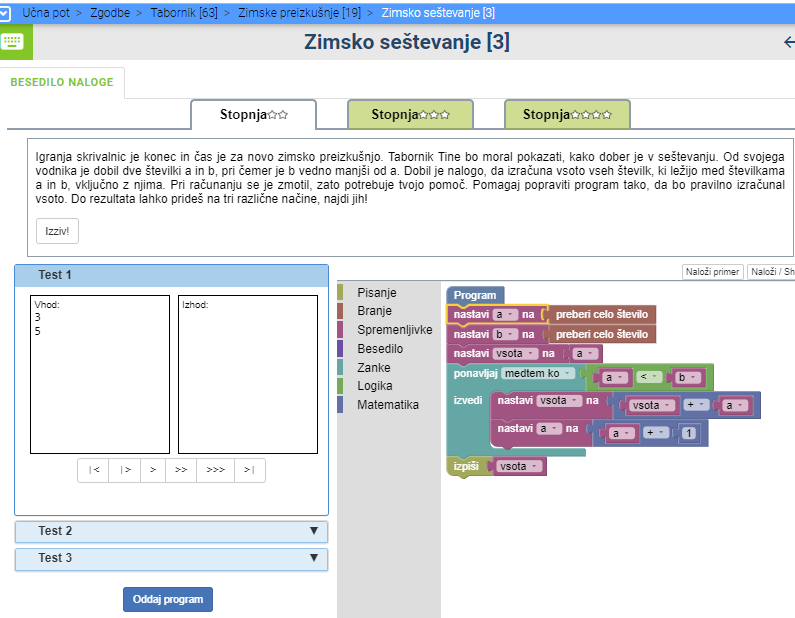 Učna pot > Zgodbe > Tabornik [63] > Zimske preizkušnje [19] > Zimsko seštevanje [3]
Zimsko seštevanje [3]
BESEDILO NALOGE
Stopnja☆☆ Stopnja☆☆☆ Stopnja☆☆☆☆
Igranja skrivalnic je konec in čas je za novo zimsko preizkušnjo. Tabornik Tine bo moral pokazati, kako dober je v seštevanju. Od svojega
vodnika je dobil dve številki a in b, pri čemer je b vedno manjši od a. Dobil je nalogo, da izračuna vsoto vseh številk, ki ležijo med številkama
a in b, vključno z njima. Pri računanju se je zmotil, zato potrebuje tvojo pomoč. Pomagaj popraviti program tako, da bo pravilno izračunal
vsoto. Do rezultata lahko prideš na tri različne načine, najdi jih!
Izziv!
Test 1
Vhod:
3
5
Izhod:
|< |> > >> >>> >|
Test 2 ▼
Test 3 ▼
Oddaj program
Naloži primer Naloži / Sh
Pisanje
Branje
Spremenljivke
Besedilo
Zanke
Logika
Matematika
Program
nastavi a na preberi celo število
nastavi b na preberi celo število
nastavi vsota na a
ponavljaj medtem ko a < b
izvedi nastavi vsota na vsota + a
nastavi a na a + 1
izpiši vsota